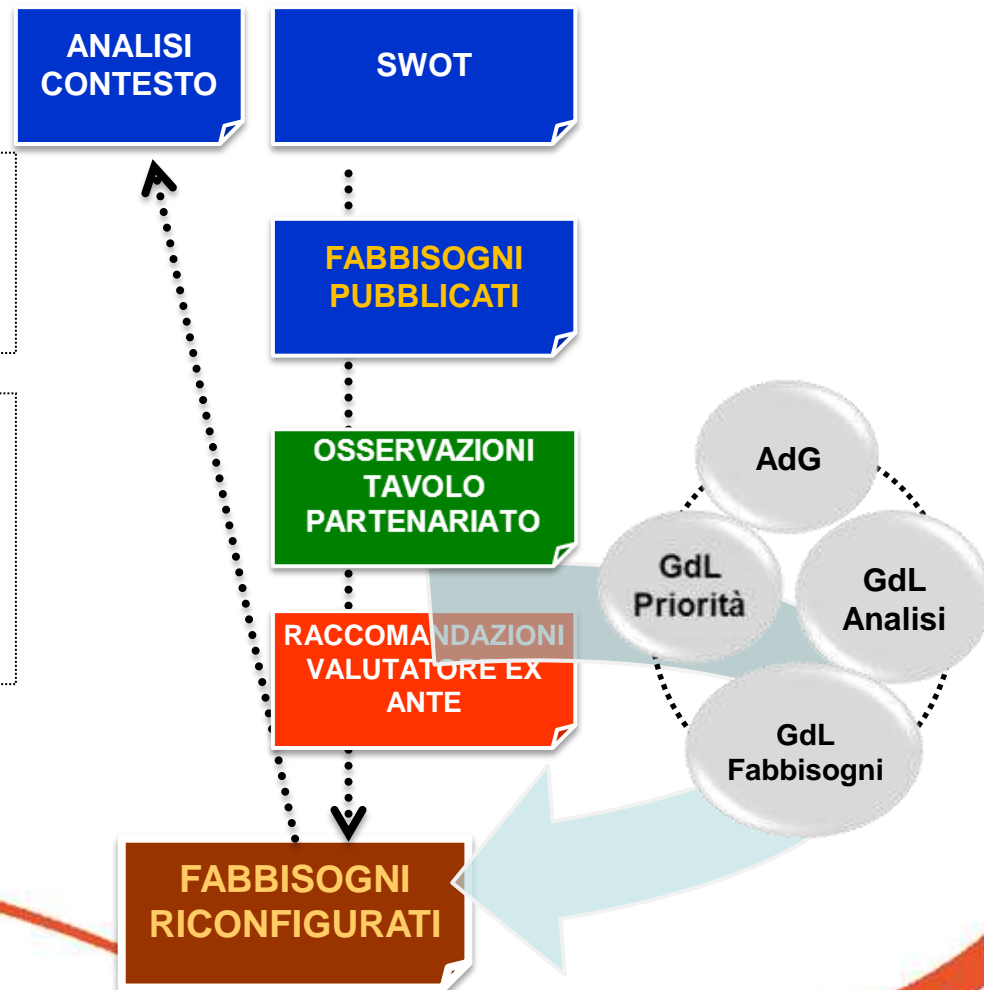 ANALISI
CONTESTO
SWOT
FABBISOGNI
PUBBLICATI
OSSERVAZIONI
TAVOLO
PARTENARIATO
RACCOMANDAZIONI
VALUTATORE EX
ANTE
FABBISOGNI
RICONFIGURATI
AdG
GdL
Priorità
GdL
Analisi
GdL
Fabbisogni